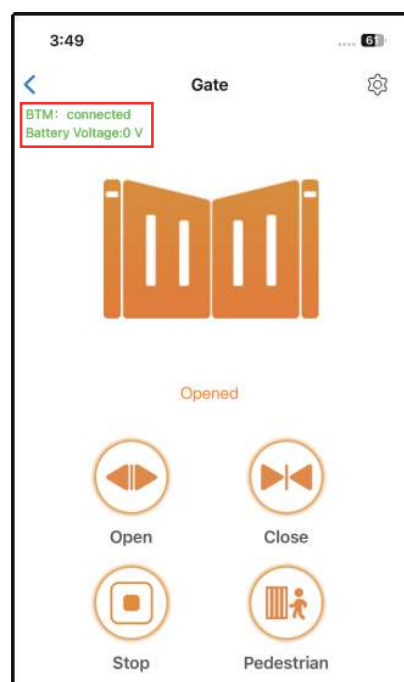 3:49
61
Gate
BTM: connected
Battery Voltage:0 V
Opened
Open
Close
Stop
Pedestrian